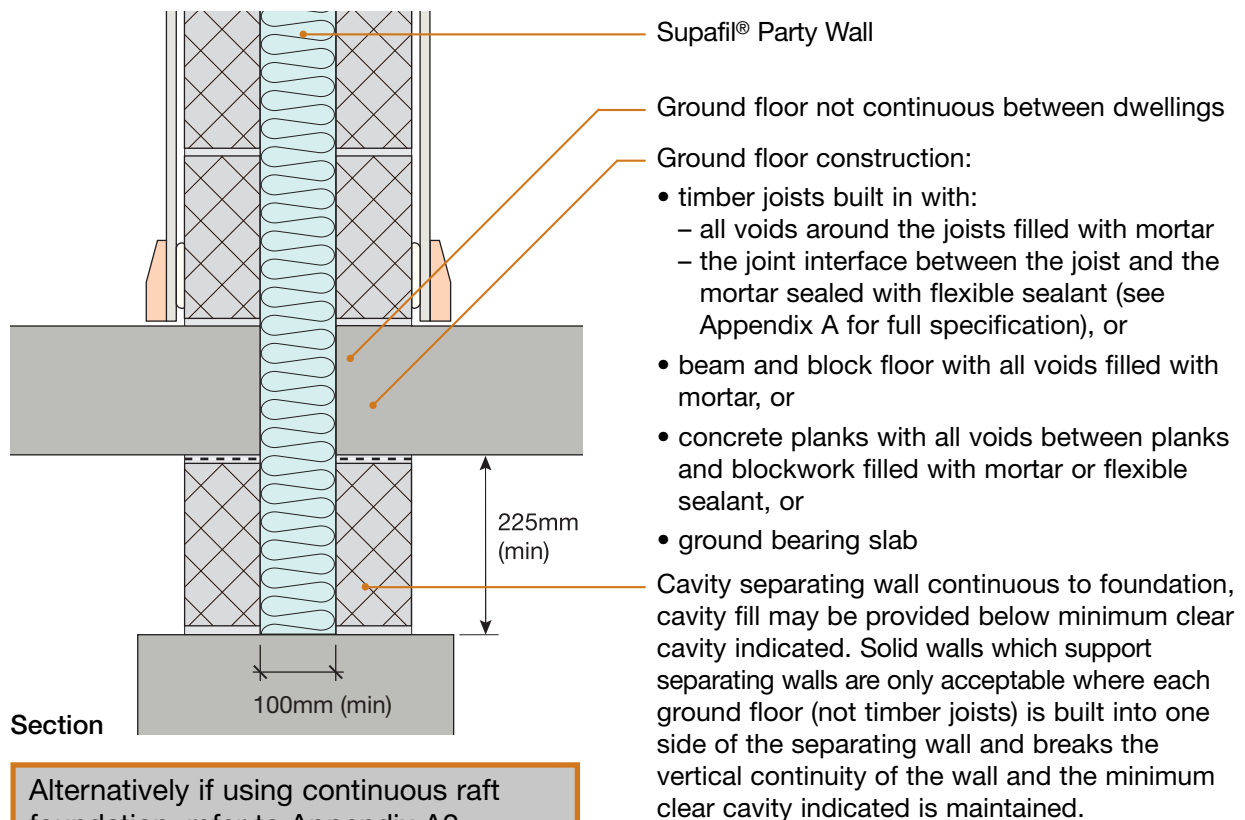 Supafil® Party Wall
Ground floor not continuous between dwellings
Ground floor construction:
• timber joists built in with:
– all voids around the joists filled with mortar
– the joint interface between the joist and the
mortar sealed with flexible sealant (see
Appendix A for full specification), or
• beam and block floor with all voids filled with
mortar, or
• concrete planks with all voids between planks
and blockwork filled with mortar or flexible
sealant, or
• ground bearing slab
Cavity separating wall continuous to foundation,
cavity fill may be provided below minimum clear
cavity indicated. Solid walls which support
separating walls are only acceptable where each
ground floor (not timber joists) is built into one
side of the separating wall and breaks the
vertical continuity of the wall and the minimum
clear cavity indicated is maintained.
225mm
(min)
100mm (min)
Section
Alternatively if using continuous raft
foundation, refer to Appendix A2